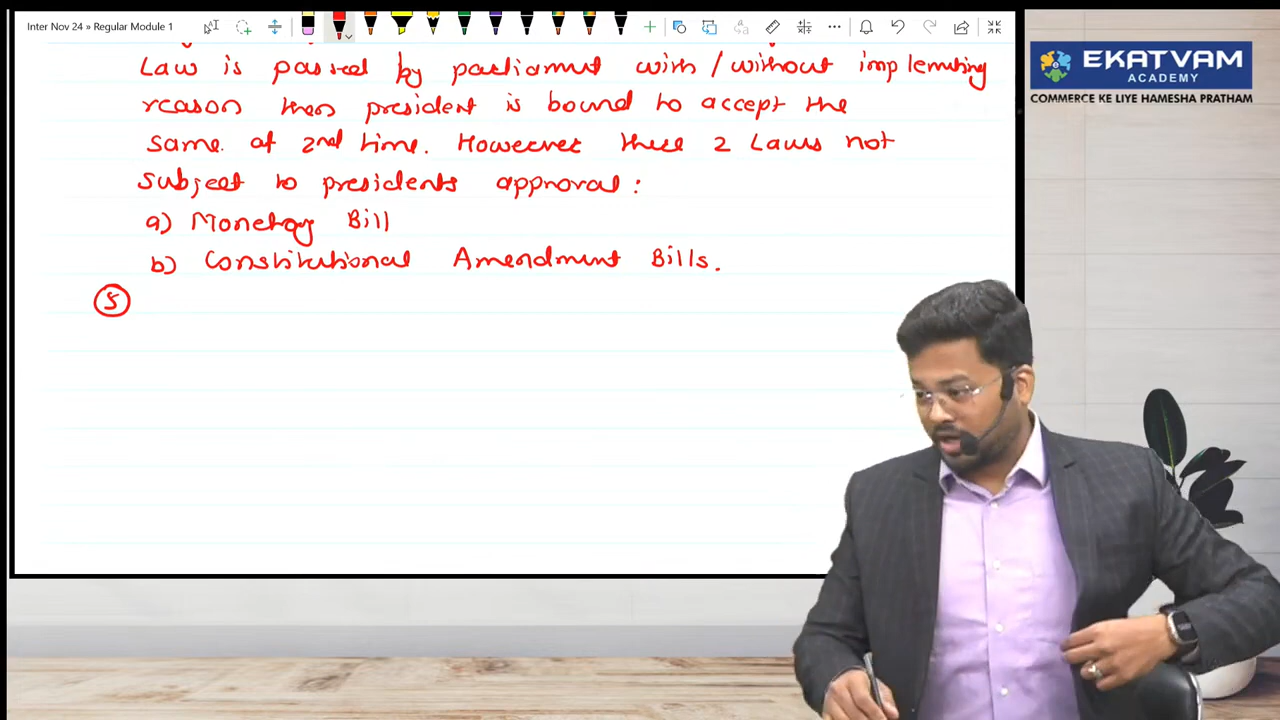 Inter Nov 24 » Regular Module 1
EKATVAM
ACADEMY
COMMERCE KE LIYE HAMESHA PRATHAM
Law is passed by parliament with/without implementing
reason then president is bound to accept the
same at 2nd time. However these 2 Laws not
subject to presidents approval:
a) Monetary Bill
b) Constitutional Amendment Bills.
5